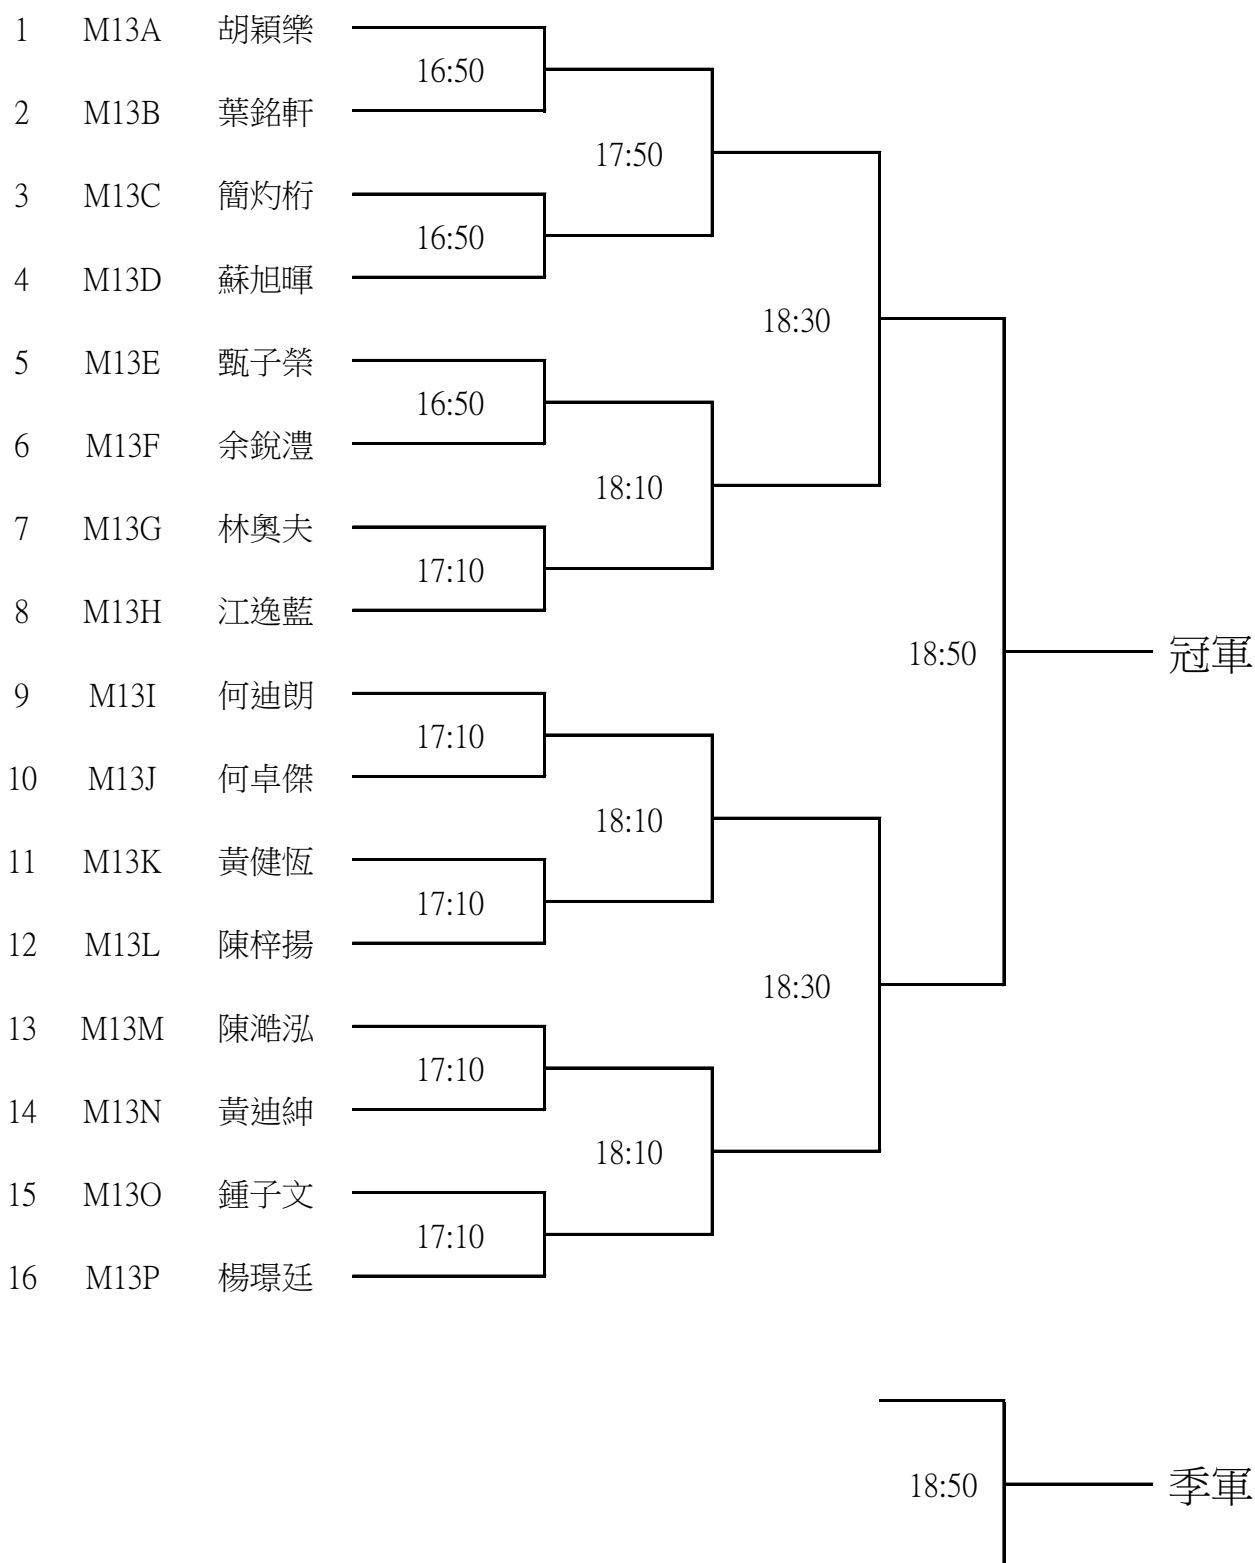 1 M13A 胡穎樂
16:50
2 M13B 葉銘軒
17:50
3 M13C 簡灼桁
16:50
4 M13D 蘇旭暉
18:30
5 M13E 甄子榮
16:50
6 M13F 余銳澧
18:10
7 M13G 林奧夫
17:10
8 M13H 江逸藍
18:50 冠軍
9 M13I 何迪朗
17:10
10 M13J 何卓傑
18:10
11 M13K 黃健恆
17:10
12 M13L 陳梓揚
18:30
13 M13M 陳澔泓
17:10
14 M13N 黃迪紳
18:10
15 M13O 鍾子文
17:10
16 M13P 楊璟廷
18:50 季軍